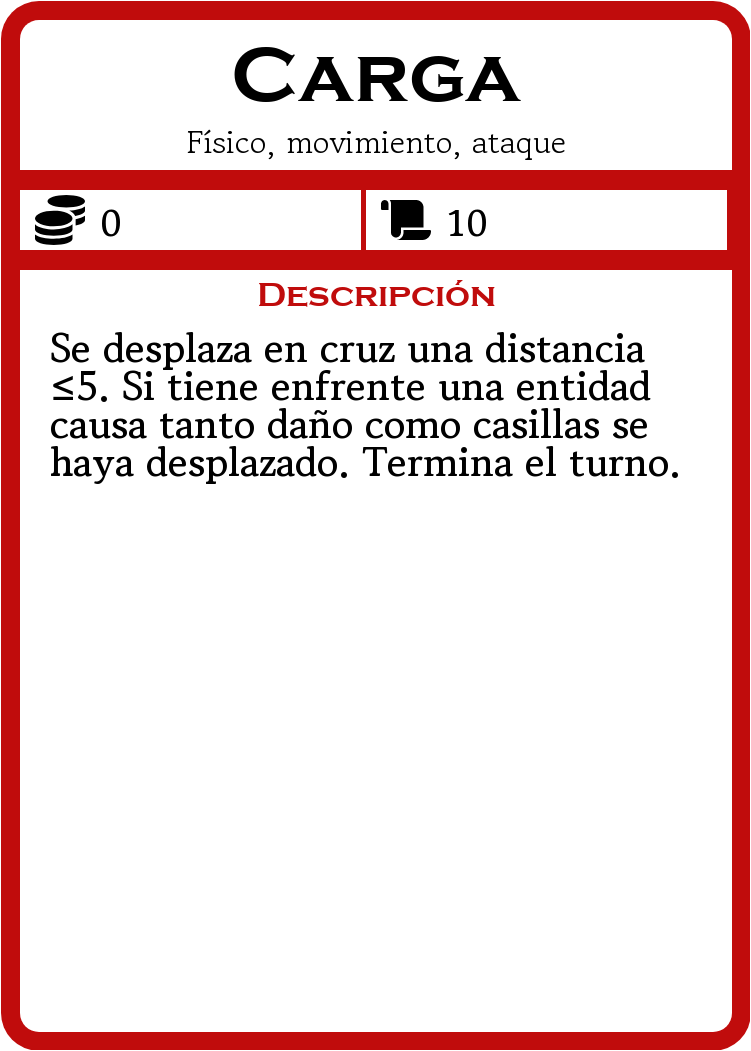 Carga
Físico, movimiento, ataque
0
10
Descripción
Se desplaza en cruz una distancia
≤5. Si tiene enfrente una entidad
causa tanto daño como casillas se
haya desplazado. Termina el turno.